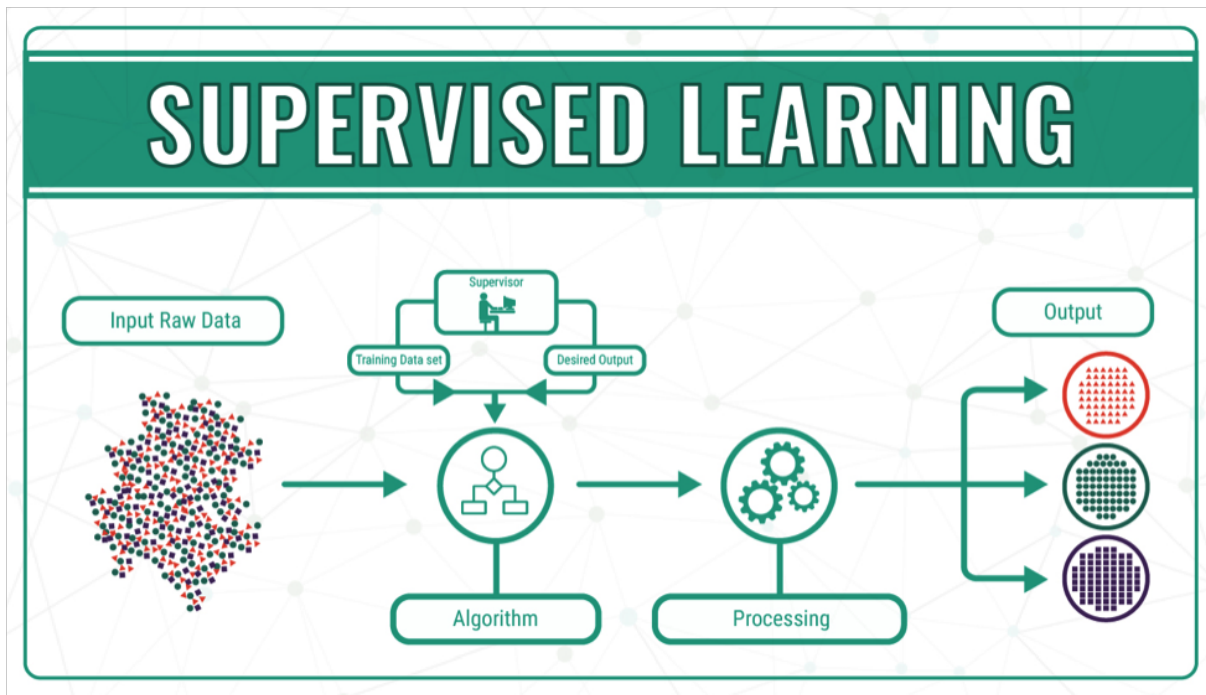 SUPERVISED LEARNING
Input Raw Data
Supervisor
Training Data set
Desired Output
Output
Algorithm
Processing